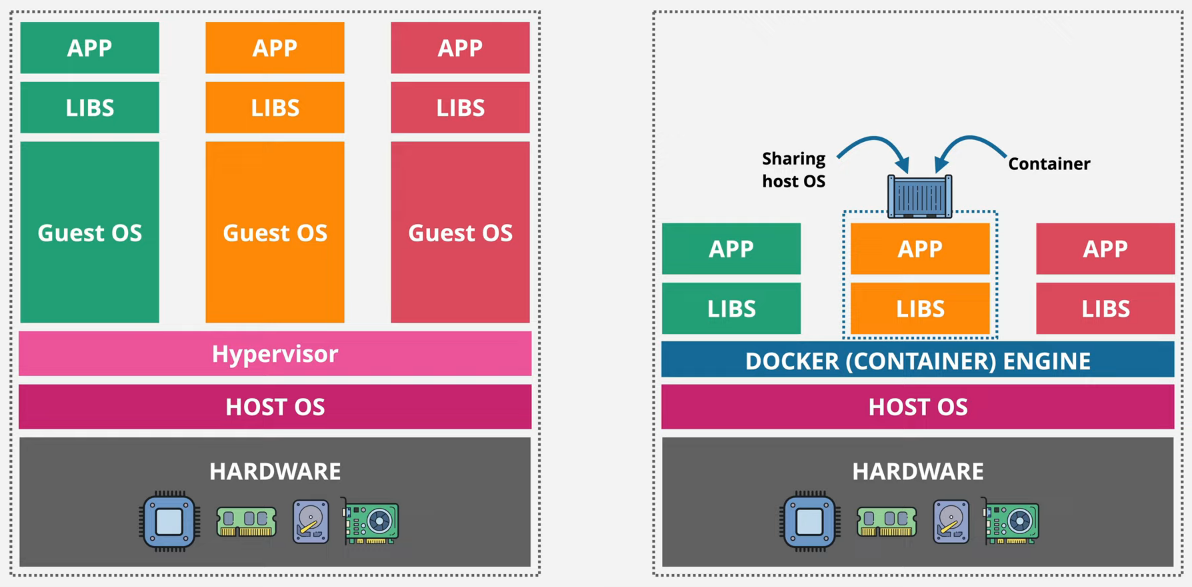 APP APP APP
LIBS LIBS LIBS
Guest OS Guest OS Guest OS
Hypervisor
HOST OS
HARDWARE
Sharing
host OS
Container
APP APP APP
LIBS LIBS LIBS
DOCKER (CONTAINER) ENGINE
HOST OS
HARDWARE